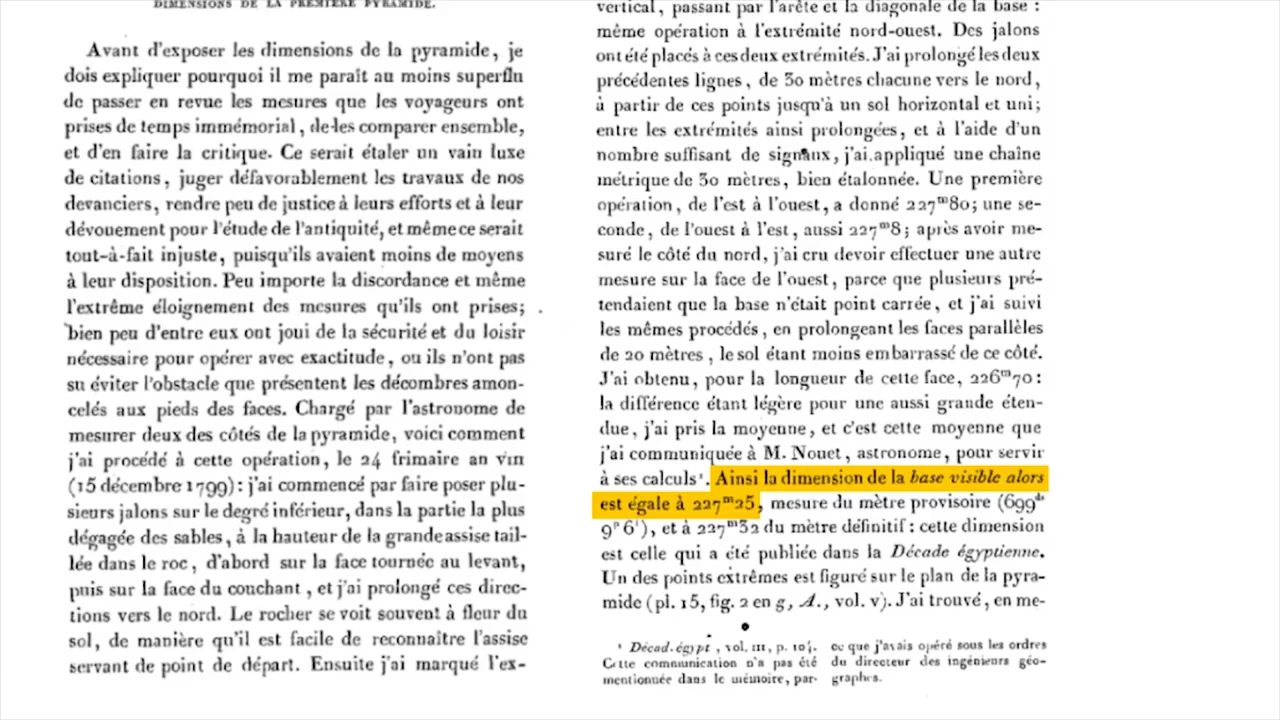 DIMENSIONS DE LA PREMIÈRE PYRAMIDE.
Avant d'exposer les dimensions de la pyramide, je
dois expliquer pourquoi il me paraît au moins superflu
de passer en revue les mesures que les voyageurs ont
prises de temps immémorial, de les comparer ensemble,
et d'en faire la critique. Ce serait étaler un vain luxe
de citations, juger défavorablement les travaux de nos
devanciers, rendre peu de justice à leurs efforts et à leur
dévouement pour l'étude de l'antiquité, et même ce serait
tout-à-fait injuste, puisqu'ils avaient moins de moyens
à leur disposition. Peu importe la discordance et même
l'extrême éloignement des mesures qu'ils ont prises;
bien peu d'entre eux ont joui de la sécurité et du loisir
nécessaire pour opérer avec exactitude, ou ils n'ont pas
su éviter l'obstacle que présentent les décombres amon-
celés aux pieds des faces. Chargé par l'astronome de
mesurer deux des côtés de la pyramide, voici comment
j'ai procédé à cette opération, le 24 frimaire an VIII
(15 décembre 1799): j'ai commencé par faire poser plu-
sieurs jalons sur le degré inférieur, dans la partie la plus
dégagée des sables, à la hauteur de la grande assise tail-
lée dans le roc, d'abord sur la face tournée au levant,
puis sur la face du couchant, et j'ai prolongé ces direc-
tions vers le nord. Le rocher se voit souvent à fleur du
sol, de manière qu'il est facile de reconnaître l'assise
servant de point de départ. Ensuite j'ai marqué l'ex-
vertical, passant par l'arête et la diagonale de la base :
même opération à l'extrémité nord-ouest. Des jalons
ont été placés à ces deux extrémités. J'ai prolongé les deux
précédentes lignes, de 30 mètres chacune vers le nord,
à partir de ces points jusqu'à un sol horizontal et uni;
entre les extrémités ainsi prolongées, et à l'aide d'un
nombre suffisant de signaux, j'ai appliqué une chaîne
métrique de 30 mètres, bien étalonnée. Une première
opération, de l'est à l'ouest, a donné 227ᵐ80; une se-
conde, de l'ouest à l'est, aussi 227ᵐ8; après avoir me-
suré le côté du nord, j'ai cru devoir effectuer une autre
mesure sur la face de l'ouest, parce que plusieurs pré-
tendaient que la base n'était point carrée, et j'ai suivi
les mêmes procédés, en prolongeant les faces parallèles
de 20 mètres, le sol étant moins embarrassé de ce côté.
J'ai obtenu, pour la longueur de cette face, 226ᵐ70:
la différence étant légère pour une aussi grande éten-
due, j'ai pris la moyenne, et c'est cette moyenne que
j'ai communiquée à M. Nouet, astronome, pour servir
à ses calculs¹. Ainsi la dimension de la base visible alors
est égale à 227ᵐ25, mesure du mètre provisoire (699ᵈˢ
9ᵖ 6ˡ), et à 227ᵐ32 du mètre définitif : cette dimension
est celle qui a été publiée dans la Décade égyptienne.
Un des points extrêmes est figuré sur le plan de la pyra-
mide (pl. 15, fig. 2 en g, A., vol. V). J'ai trouvé, en me-
¹ Décad. égypt., vol. III, p. 104.
Cette communication n'a pas été
mentionnée dans le mémoire, par-
ce que j'avais opéré sous les ordres
du directeur des ingénieurs géo-
graphes.